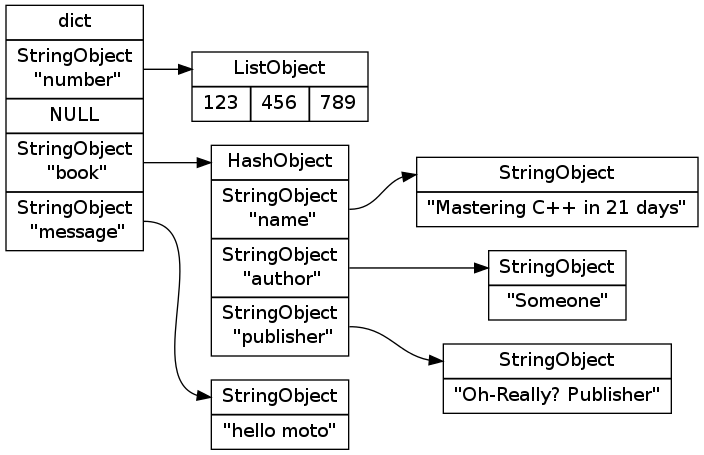 dict
StringObject
"number"
NULL
StringObject
"book"
StringObject
"message"
ListObject
123 456 789
HashObject
StringObject
"name"
StringObject
"author"
StringObject
"publisher"
StringObject
"Mastering C++ in 21 days"
StringObject
"Someone"
StringObject
"Oh-Really? Publisher"
StringObject
"hello moto"